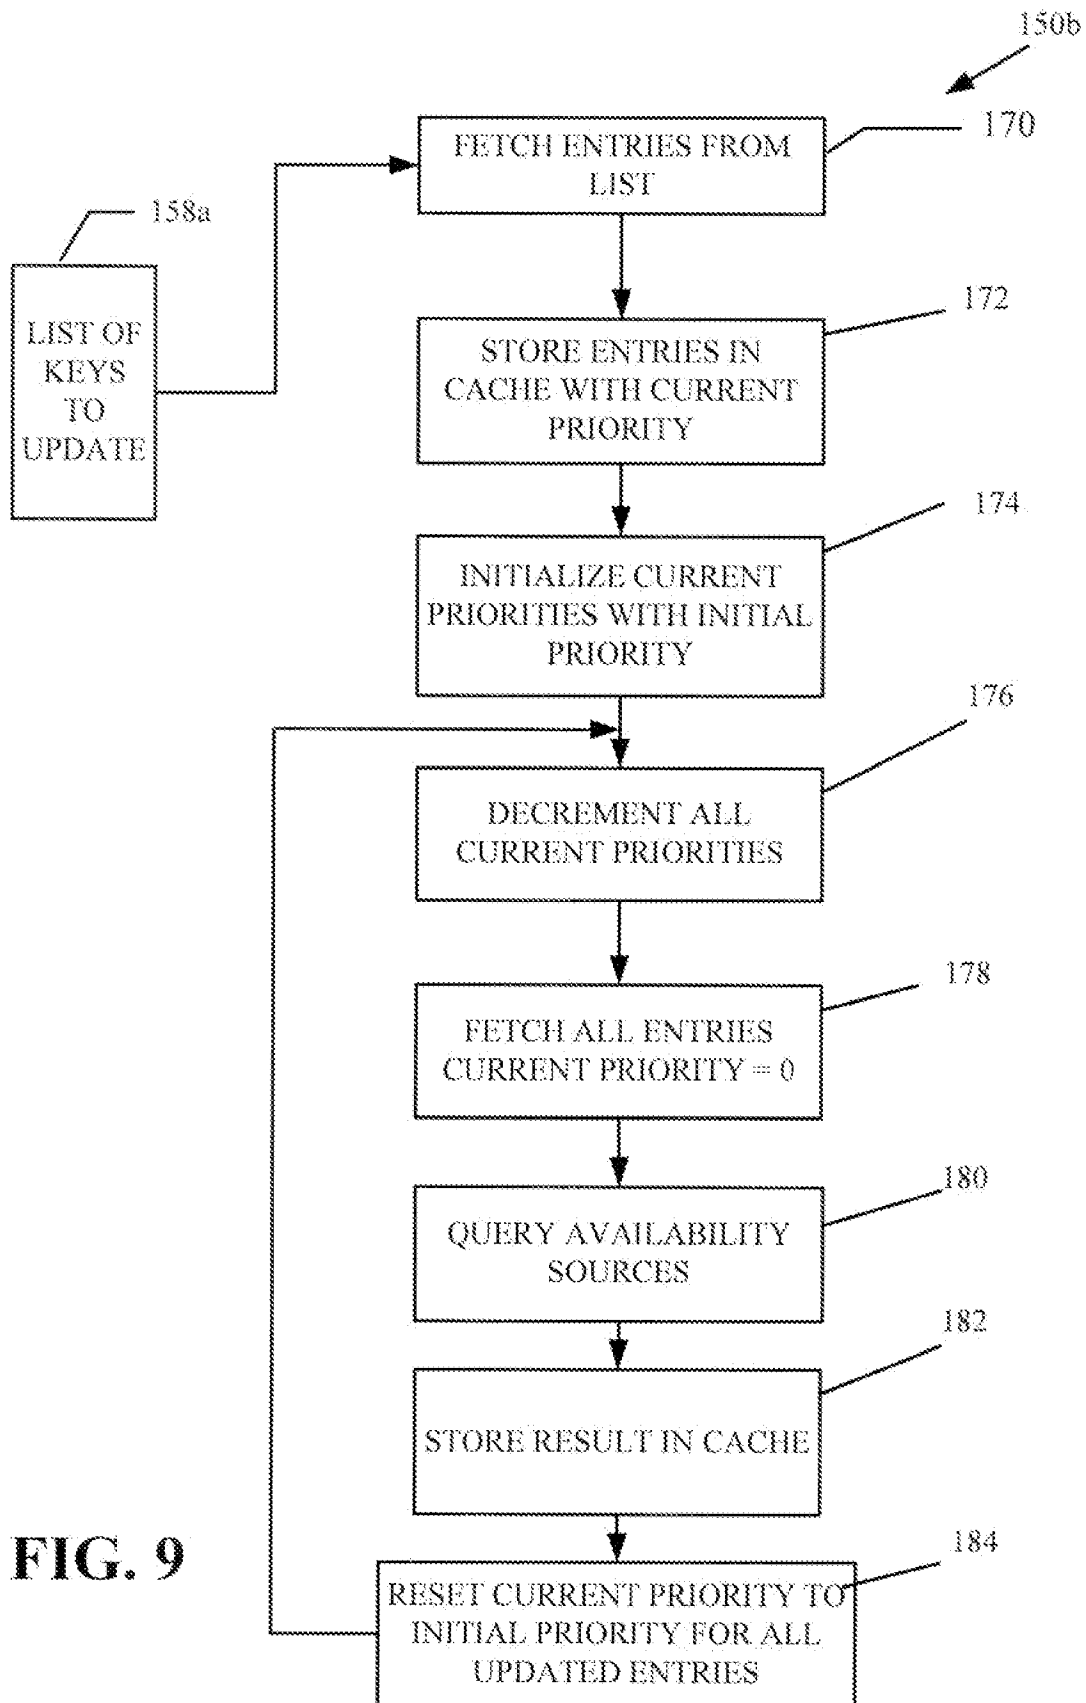 150b
FETCH ENTRIES FROM
LIST
170
158a
LIST OF
KEYS
TO
UPDATE
172
STORE ENTRIES IN
CACHE WITH CURRENT
PRIORITY
174
INITIALIZE CURRENT
PRIORITIES WITH INITIAL
PRIORITY
176
DECREMENT ALL
CURRENT PRIORITIES
178
FETCH ALL ENTRIES
CURRENT PRIORITY = 0
180
QUERY AVAILABILITY
SOURCES
182
STORE RESULT IN CACHE
184
RESET CURRENT PRIORITY TO
INITIAL PRIORITY FOR ALL
UPDATED ENTRIES
FIG. 9